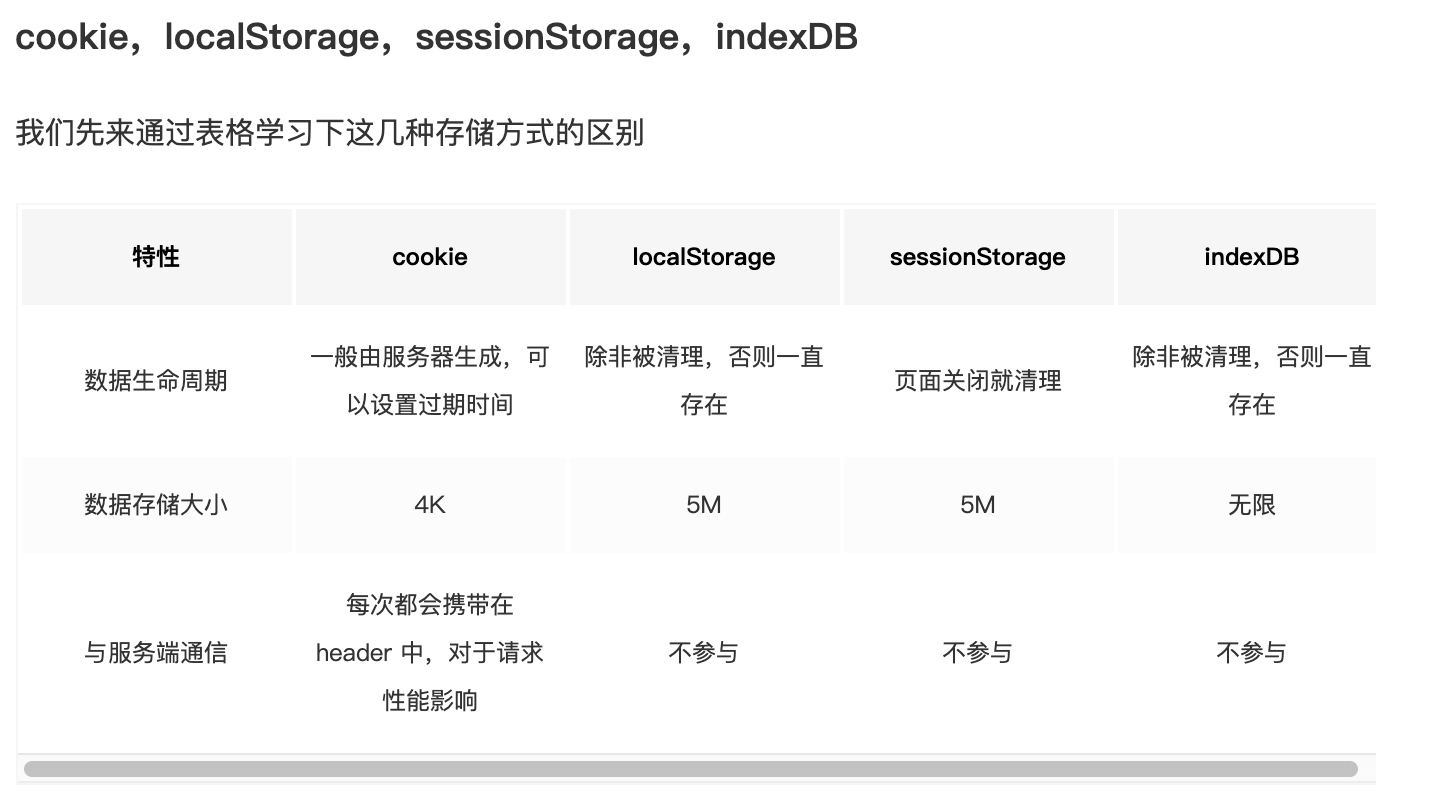 cookie，localStorage，sessionStorage，indexDB
我们先来通过表格学习下这几种存储方式的区别
特性 cookie localStorage sessionStorage indexDB
数据生命周期 一般由服务器生成，可以设置过期时间 除非被清理，否则一直存在 页面关闭就清理 除非被清理，否则一直存在
数据存储大小 4K 5M 5M 无限
与服务端通信 每次都会携带在 header 中，对于请求性能影响 不参与 不参与 不参与